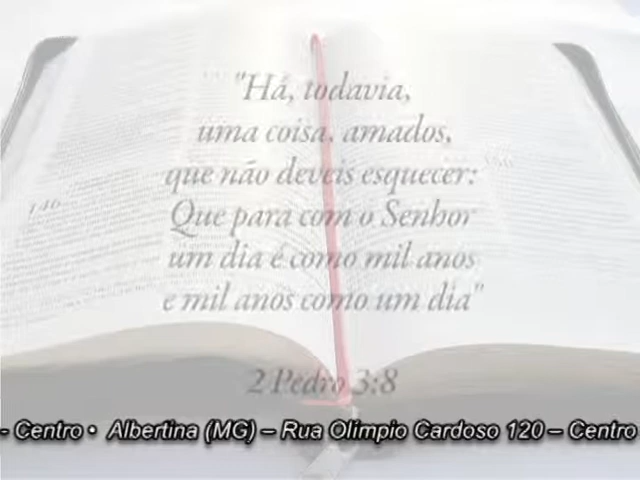 "Há, todavia,
uma coisa, amados,
que não deveis esquecer:
Que para com o Senhor
um dia é como mil anos
e mil anos como um dia"
146
2 Pedro 3:8
- Centro • Albertina (MG) – Rua Olimpio Cardoso 120 – Centro